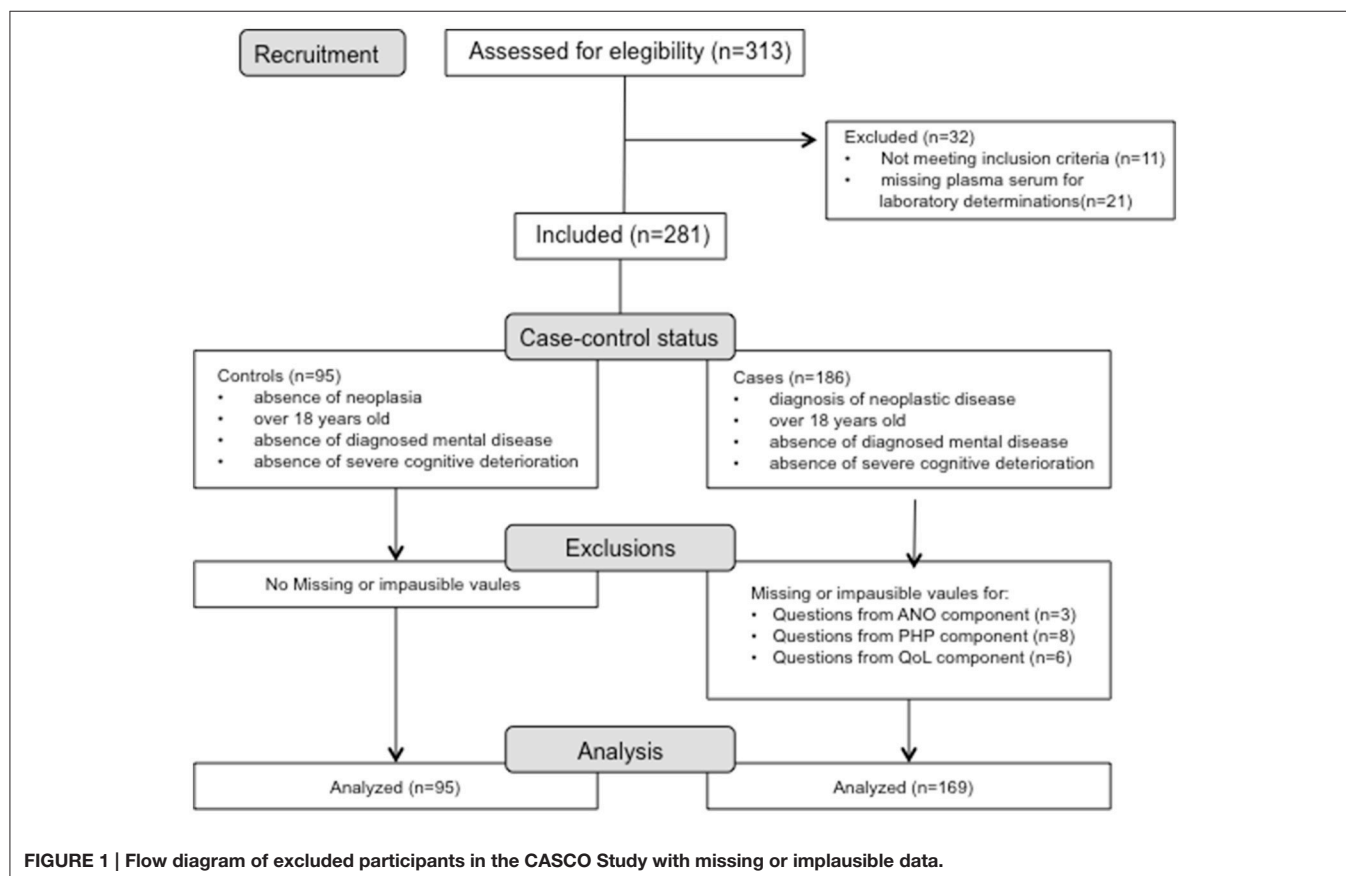 Recruitment
Assessed for elegibility (n=313)
Excluded (n=32)
• Not meeting inclusion criteria (n=11)
• missing plasma serum for
laboratory determinations(n=21)
Included (n=281)
Case-control status
Controls (n=95)
• absence of neoplasia
• over 18 years old
• absence of diagnosed mental disease
• absence of severe cognitive deterioration
Cases (n=186)
• diagnosis of neoplastic disease
• over 18 years old
• absence of diagnosed mental disease
• absence of severe cognitive deterioration
Exclusions
No Missing or impausible vaules
Missing or impausible vaules for:
• Questions from ANO component (n=3)
• Questions from PHP component (n=8)
• Questions from QoL component (n=6)
Analysis
Analyzed (n=95)
Analyzed (n=169)
FIGURE 1 | Flow diagram of excluded participants in the CASCO Study with missing or implausible data.